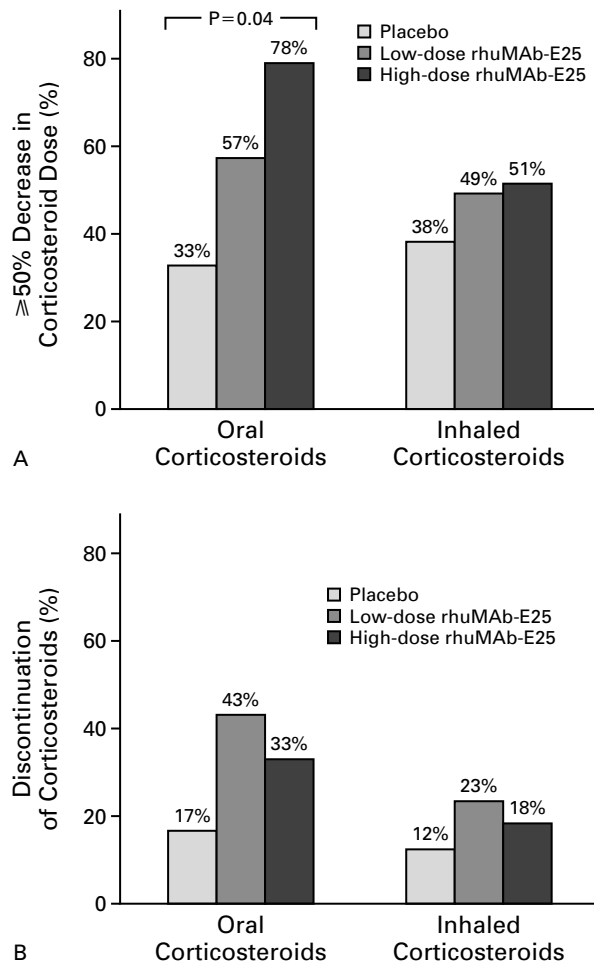 P=0.04
Placebo
Low-dose rhuMAb-E25
High-dose rhuMAb-E25
≥50% Decrease in
Corticosteroid Dose (%)
80
60
40
20
0
33%
57%
78%
38%
49%
51%
Oral
Corticosteroids
Inhaled
Corticosteroids
A
Placebo
Low-dose rhuMAb-E25
High-dose rhuMAb-E25
Discontinuation
of Corticosteroids (%)
80
60
40
20
0
17%
43%
33%
12%
23%
18%
Oral
Corticosteroids
Inhaled
Corticosteroids
B